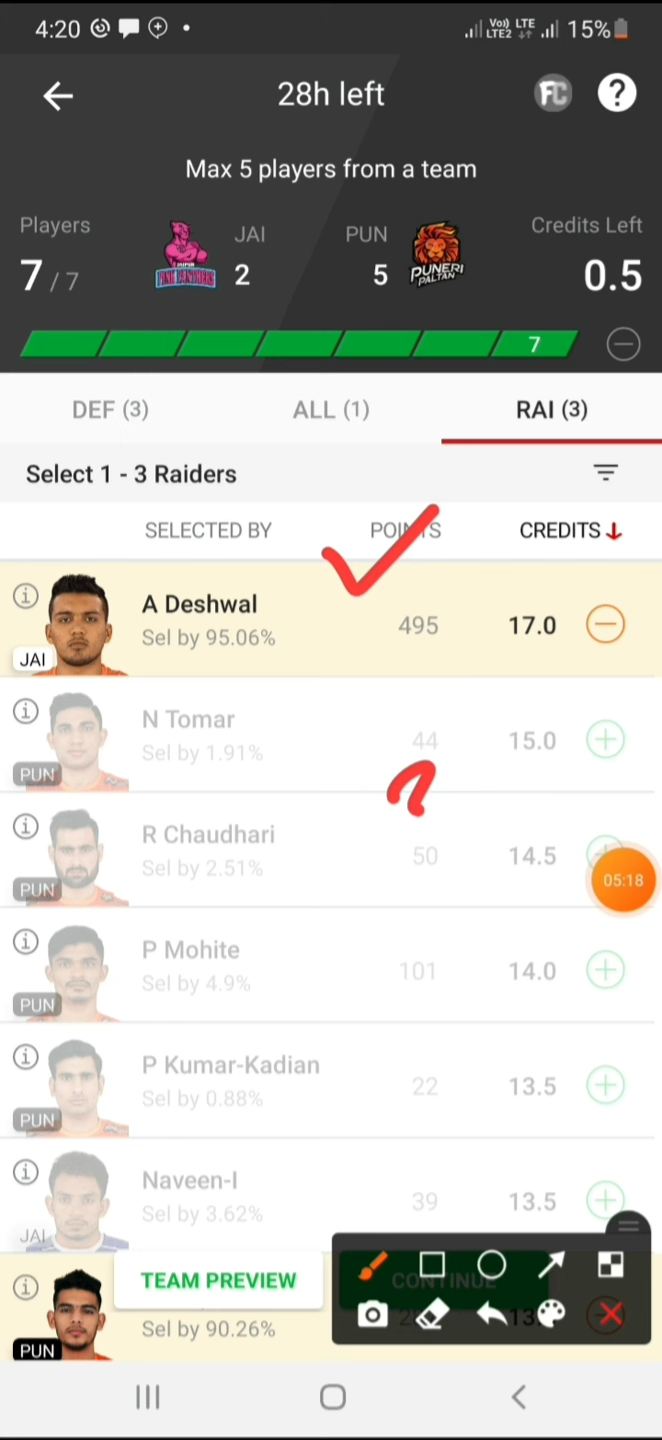 4:20 Vo) LTE LTE2 15%
28h left FC ?
Max 5 players from a team
Players JAI PUN Credits Left
7 / 7 2 5 0.5
JAIPUR PINK PANTHERS PUNERI PALTAN
7
DEF (3) ALL (1) RAI (3)
Select 1 - 3 Raiders
SELECTED BY POINTS CREDITS
A Deshwal
Sel by 95.06% 495 17.0
JAI
N Tomar
Sel by 1.91% 44 15.0
PUN
R Chaudhari
Sel by 2.51% 50 14.5
PUN
05:18
P Mohite
Sel by 4.9% 101 14.0
PUN
P Kumar-Kadian
Sel by 0.88% 22 13.5
PUN
Naveen-I
Sel by 3.62% 39 13.5
JAI
TEAM PREVIEW CONTINUE
Sel by 90.26%
PUN